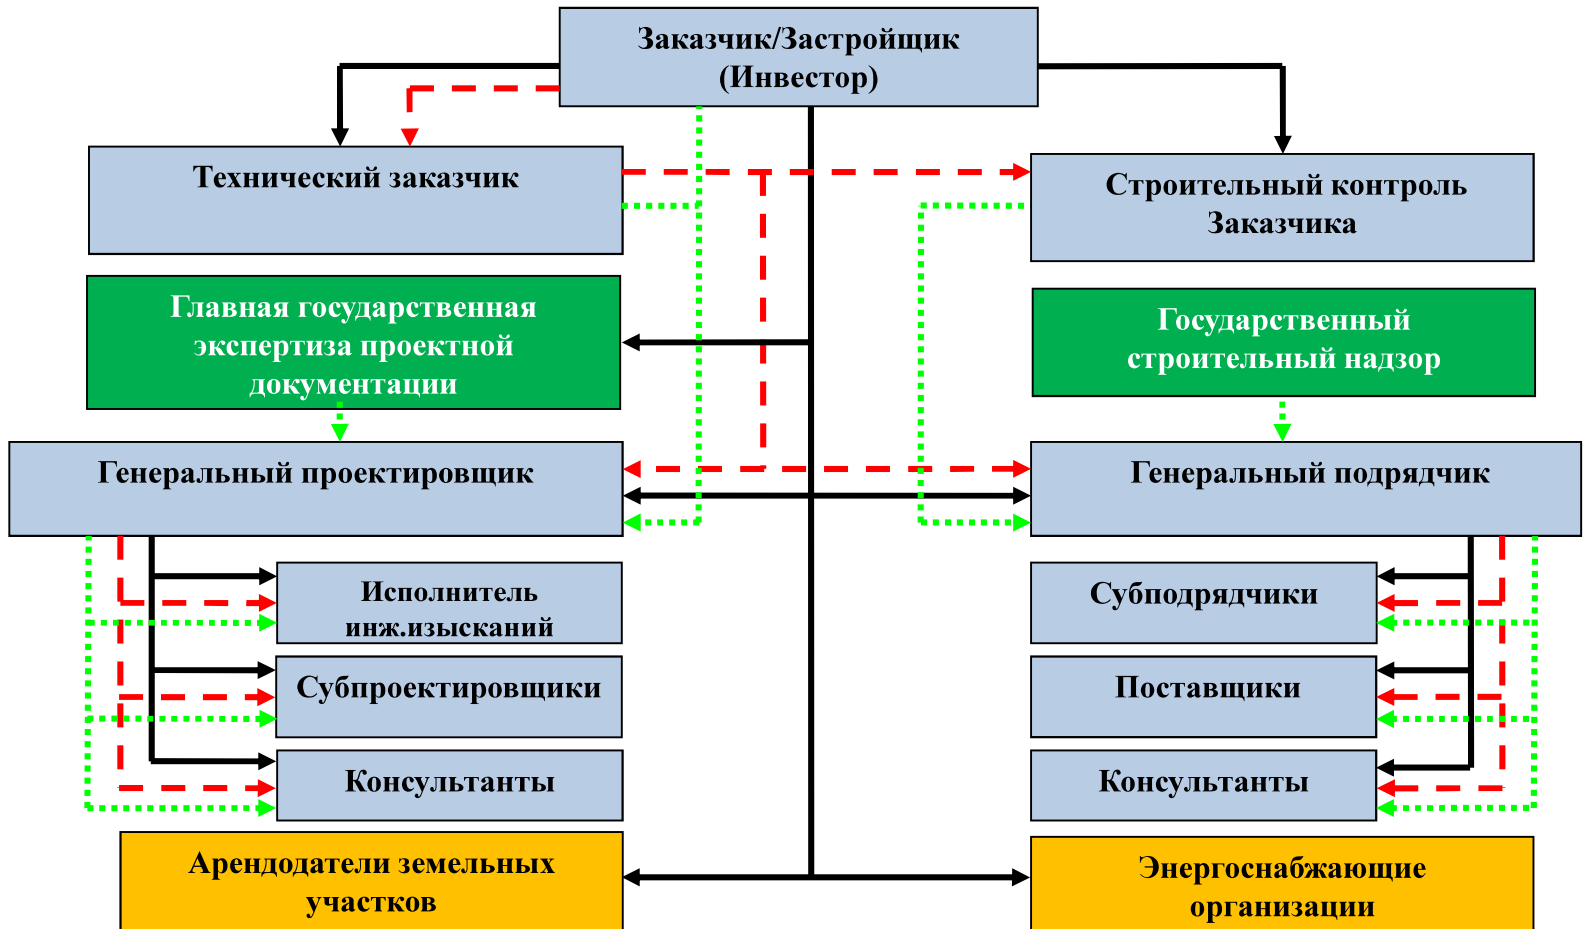 Заказчик/Застройщик
(Инвестор)
Технический заказчик
Строительный контроль
Заказчика
Главная государственная
экспертиза проектной
документации
Государственный
строительный надзор
Генеральный проектировщик
Генеральный подрядчик
Исполнитель
инж.изысканий
Субподрядчики
Субпроектировщики
Поставщики
Консультанты
Консультанты
Арендодатели земельных
участков
Энергоснабжающие
организации